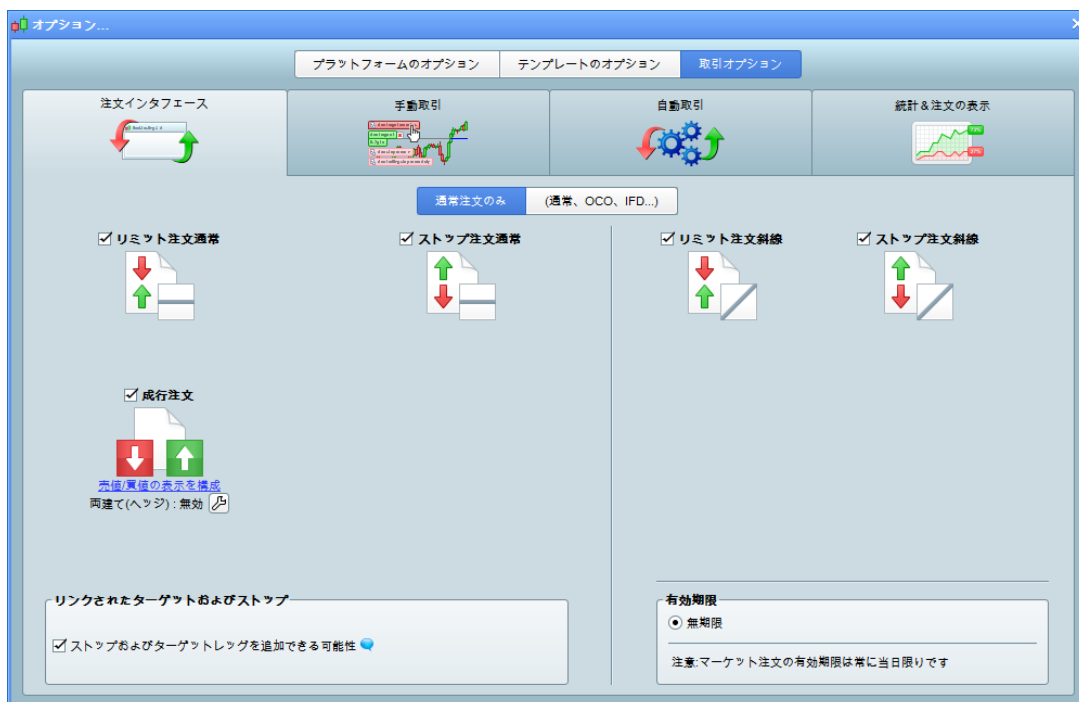 オプション...
プラットフォームのオプション テンプレートのオプション 取引オプション
注文インタフェース 手動取引 自動取引 統計&注文の表示
通常注文のみ (通常、OCO、IFD...)
リミット注文通常 ストップ注文通常 リミット注文斜線 ストップ注文斜線
成行注文
売値/買値の表示を構成
両建て(ヘッジ) : 無効
リンクされたターゲットおよびストップ
ストップおよびターゲットレッグを追加できる可能性
有効期限
無期限
注意:マーケット注文の有効期限は常に当日限りです